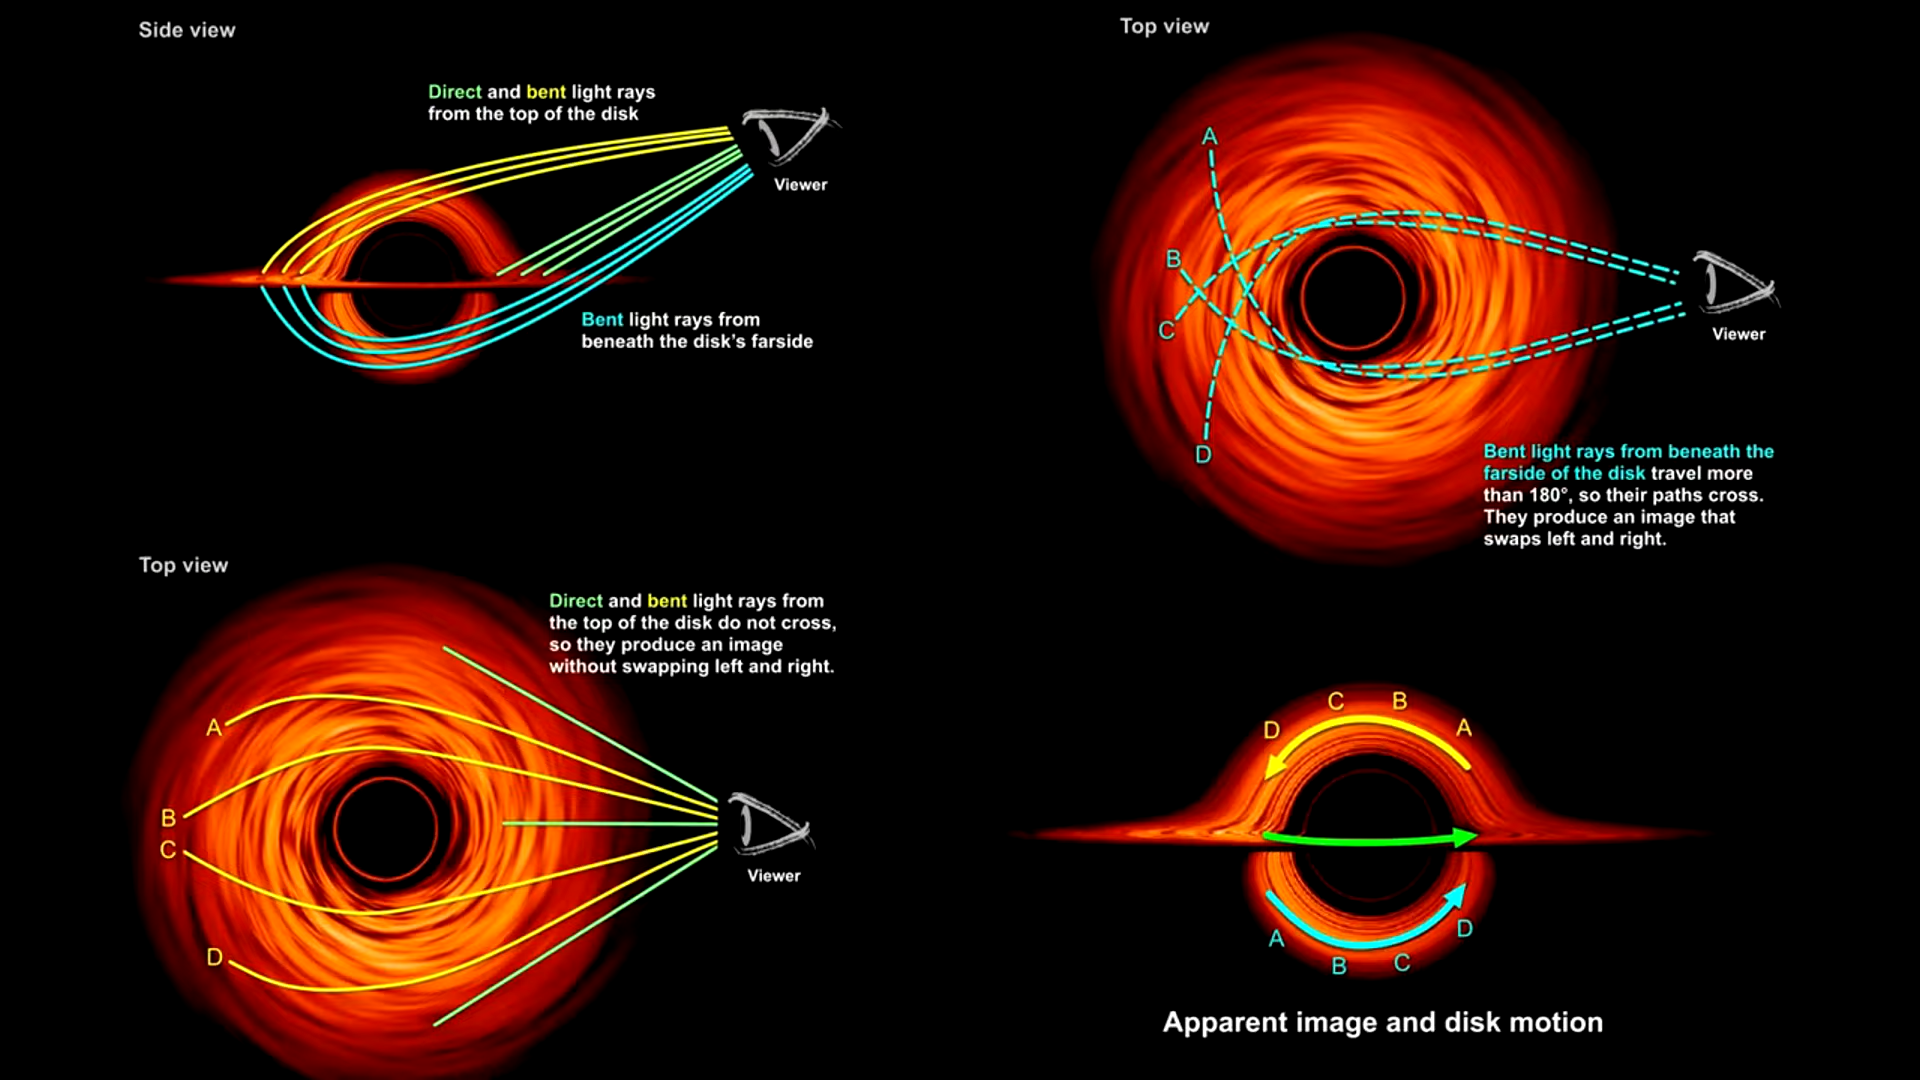 Side view
Direct and bent light rays
from the top of the disk
Viewer
Bent light rays from
beneath the disk's farside
Top view
A
B
C
D
Viewer
Bent light rays from beneath the
farside of the disk travel more
than 180°, so their paths cross.
They produce an image that
swaps left and right.
Top view
Direct and bent light rays from
the top of the disk do not cross,
so they produce an image
without swapping left and right.
A
B
C
D
Viewer
D C B A
A B C D
Apparent image and disk motion